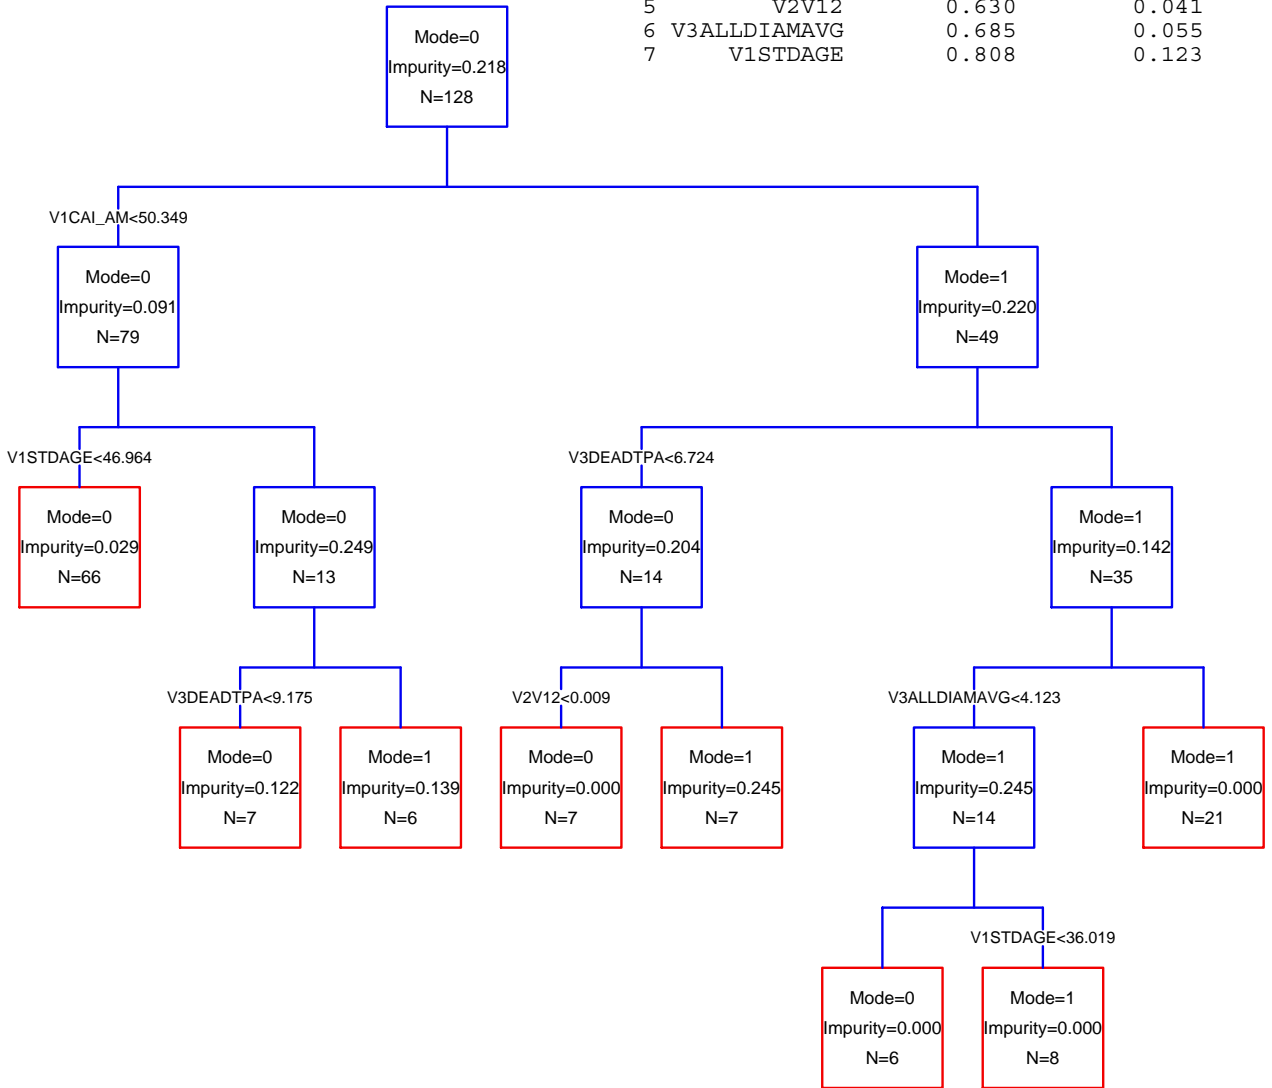 5 V2V12 0.630 0.041
6 V3ALLDIAMAVG 0.685 0.055
7 V1STDAGE 0.808 0.123
Mode=0
Impurity=0.218
N=128
V1CAI_AM<50.349
Mode=0
Impurity=0.091
N=79
Mode=1
Impurity=0.220
N=49
V1STDAGE<46.964
Mode=0
Impurity=0.029
N=66
Mode=0
Impurity=0.249
N=13
V3DEADTPA<6.724
Mode=0
Impurity=0.204
N=14
Mode=1
Impurity=0.142
N=35
V3DEADTPA<9.175
Mode=0
Impurity=0.122
N=7
Mode=1
Impurity=0.139
N=6
V2V12<0.009
Mode=0
Impurity=0.000
N=7
Mode=1
Impurity=0.245
N=7
V3ALLDIAMAVG<4.123
Mode=1
Impurity=0.245
N=14
Mode=1
Impurity=0.000
N=21
V1STDAGE<36.019
Mode=0
Impurity=0.000
N=6
Mode=1
Impurity=0.000
N=8